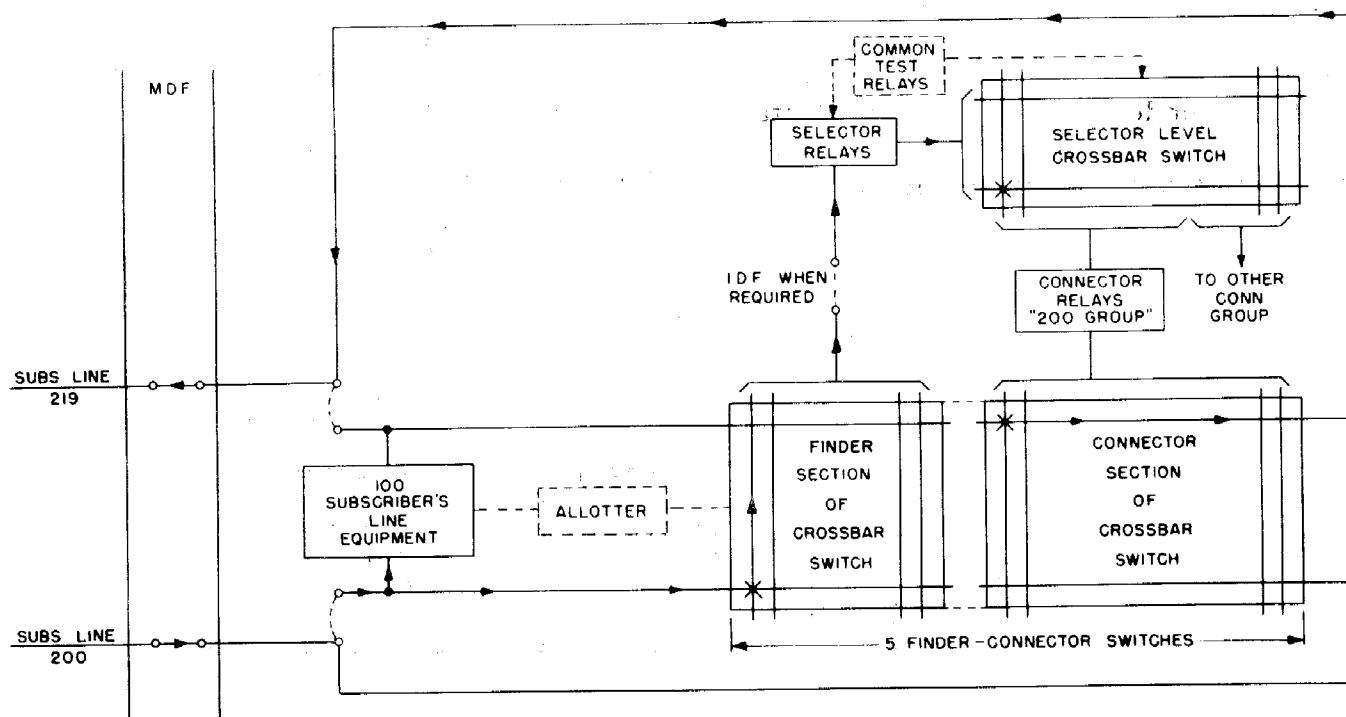 MDF
COMMON
TEST
RELAYS
SELECTOR
RELAYS
SELECTOR LEVEL
CROSSBAR SWITCH
IDF WHEN
REQUIRED
CONNECTOR
RELAYS
"200 GROUP"
TO OTHER
CONN
GROUP
SUBS LINE
219
100
SUBSCRIBER'S
LINE
EQUIPMENT
ALLOTTER
FINDER
SECTION
OF
CROSSBAR
SWITCH
CONNECTOR
SECTION
OF
CROSSBAR
SWITCH
SUBS LINE
200
5 FINDER-CONNECTOR SWITCHES